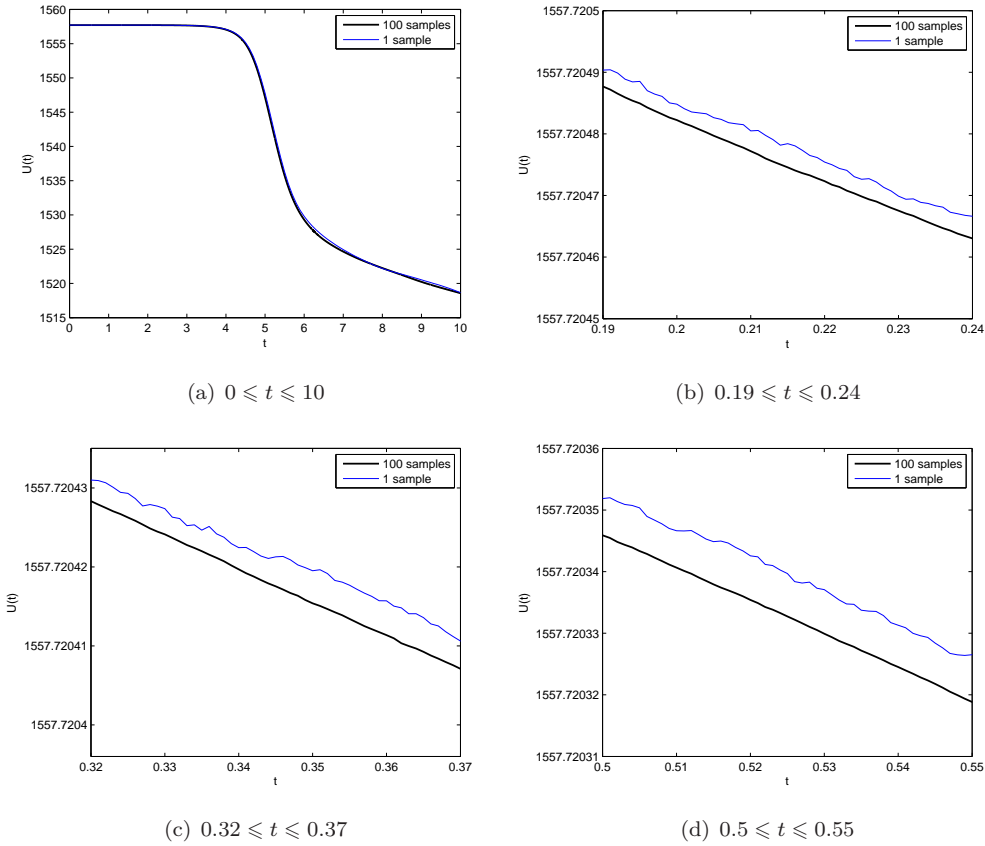 1560
1555
1550
1545
1540
1535
1530
1525
1520
1515
U(t)
0 1 2 3 4 5 6 7 8 9 10
t
100 samples
1 sample
(a) 0 ⩽ t ⩽ 10
1557.7205
1557.72049
1557.72048
1557.72047
1557.72046
1557.72045
U(t)
0.19 0.2 0.21 0.22 0.23 0.24
t
100 samples
1 sample
(b) 0.19 ⩽ t ⩽ 0.24
1557.72043
1557.72042
1557.72041
1557.7204
U(t)
0.32 0.33 0.34 0.35 0.36 0.37
t
100 samples
1 sample
(c) 0.32 ⩽ t ⩽ 0.37
1557.72036
1557.72035
1557.72034
1557.72033
1557.72032
1557.72031
U(t)
0.5 0.51 0.52 0.53 0.54 0.55
t
100 samples
1 sample
(d) 0.5 ⩽ t ⩽ 0.55